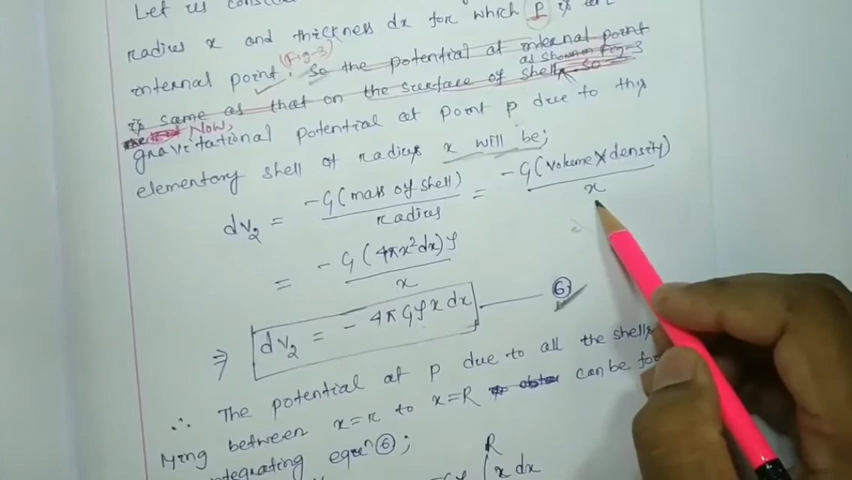 Let us
radius x and thickness dx for which p is an
internal point. (Fig-3) So the potential at internal point
is same as that on the surface of shell as shown in Fig-3 So
Now,
gravitational potential at point p due to this
elementary shell of radius x will be;
dV₂ = -G(mass of shell)/radius = -G(volume×density)/x
= -G(4πx²dx)ρ/x
⇒ dV₂ = -4πGρx dx — ⑥
∴ The potential at P due to all the shells
lying between x=r to x=R can be
integrating equⁿ ⑥;
∫ᴿ x dx